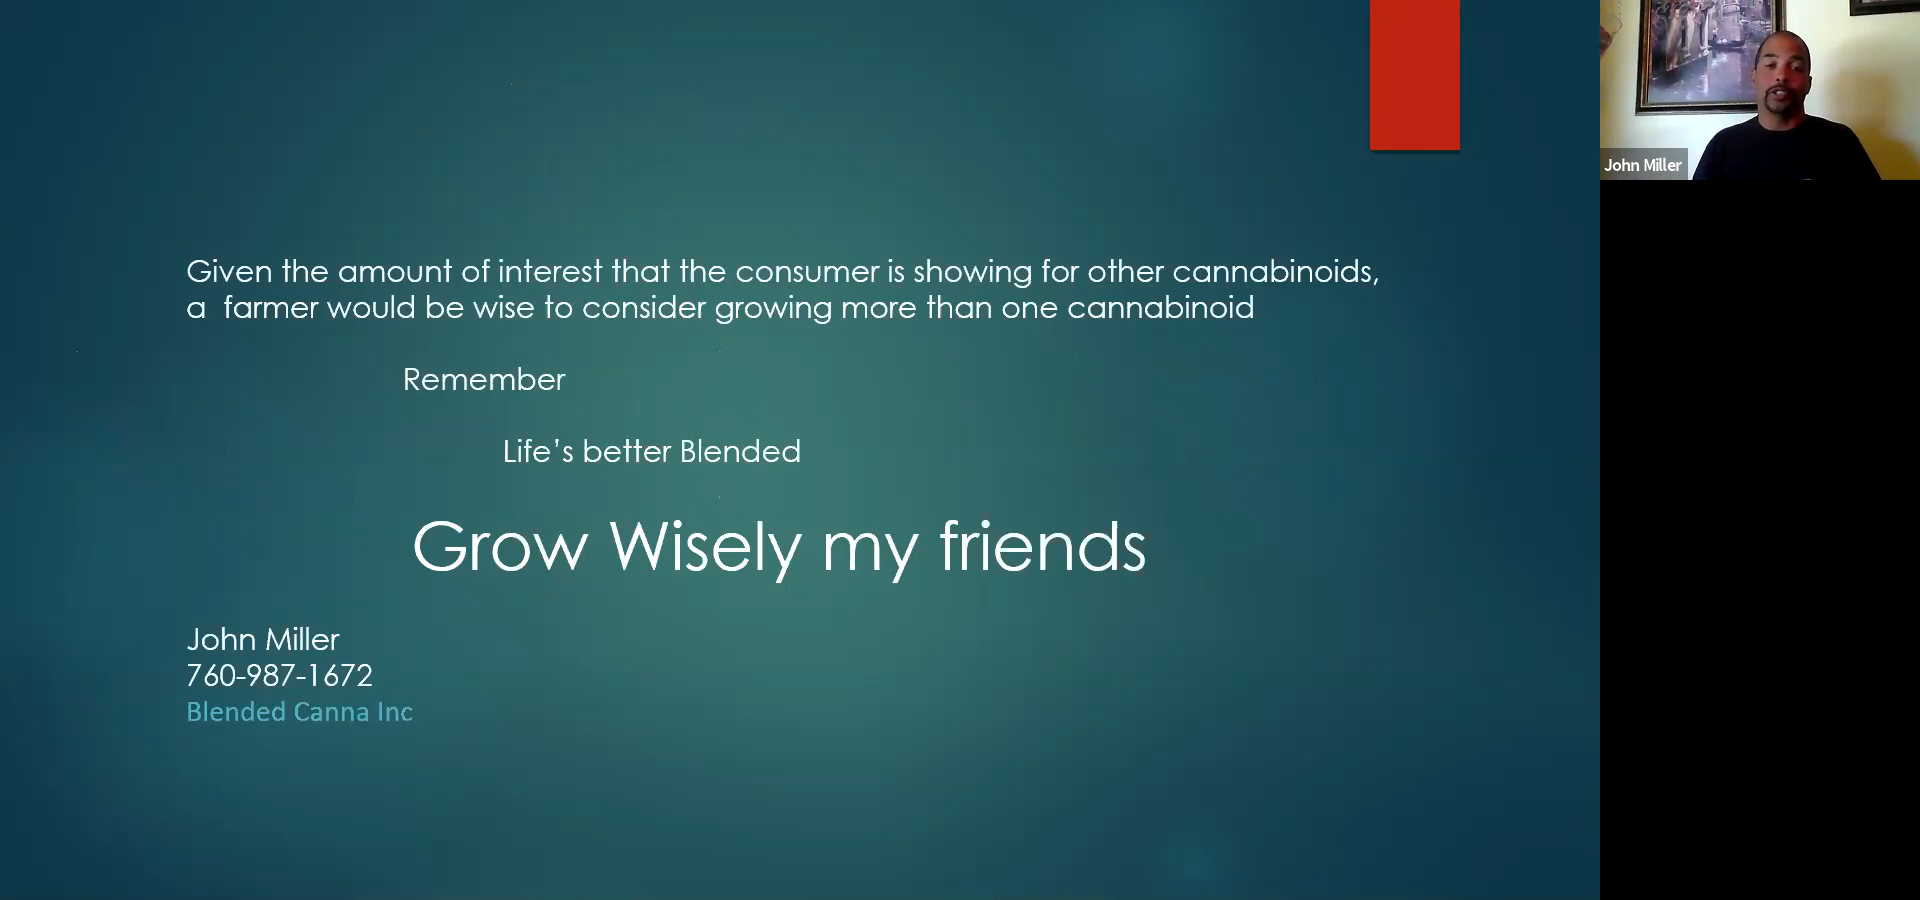 Given the amount of interest that the consumer is showing for other cannabinoids,
a  farmer would be wise to consider growing more than one cannabinoid
Remember
Life’s better Blended
Grow Wisely my friends
John Miller
760-987-1672
Blended Canna Inc
John Miller